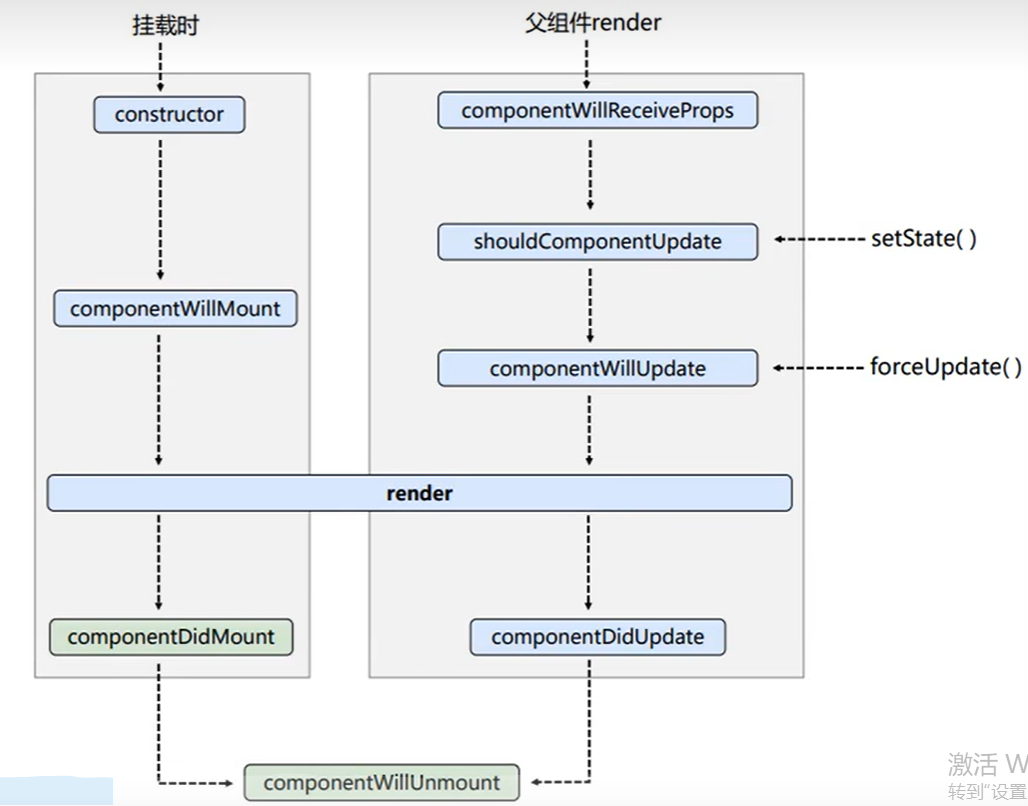 挂载时
父组件render
constructor
componentWillReceiveProps
shouldComponentUpdate
setState( )
componentWillMount
componentWillUpdate
forceUpdate( )
render
componentDidMount
componentDidUpdate
componentWillUnmount
激活 W
转到"设置